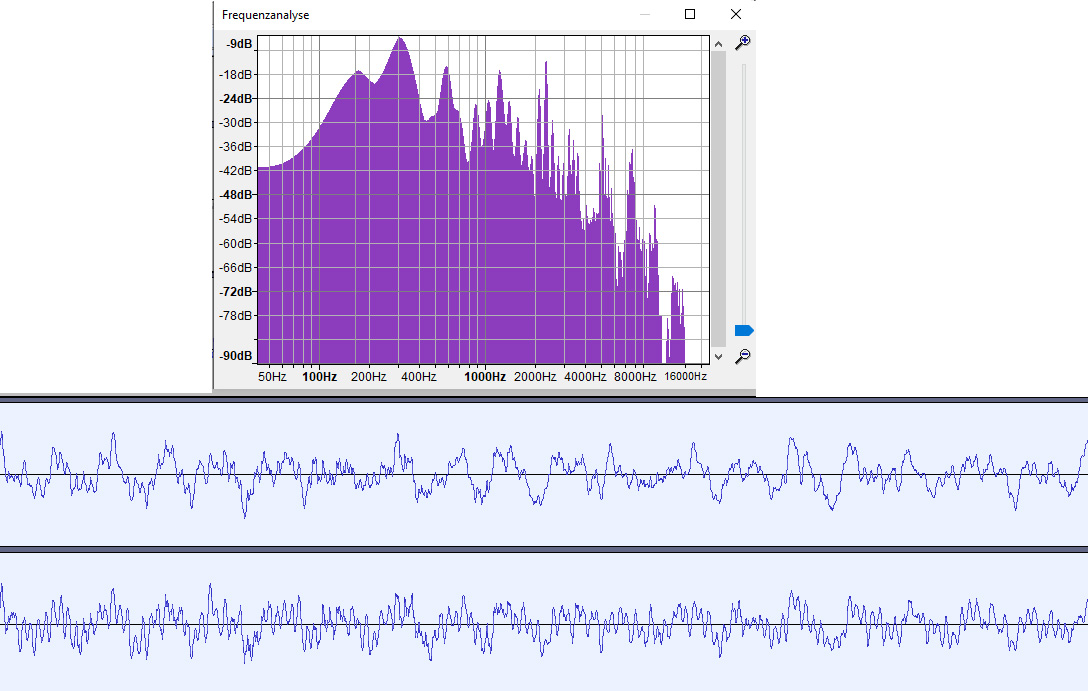 Frequenzanalyse
-9dB
-18dB
-24dB
-30dB
-36dB
-42dB
-48dB
-54dB
-60dB
-66dB
-72dB
-78dB
-90dB
50Hz 100Hz 200Hz 400Hz 1000Hz 2000Hz 4000Hz 8000Hz 16000Hz